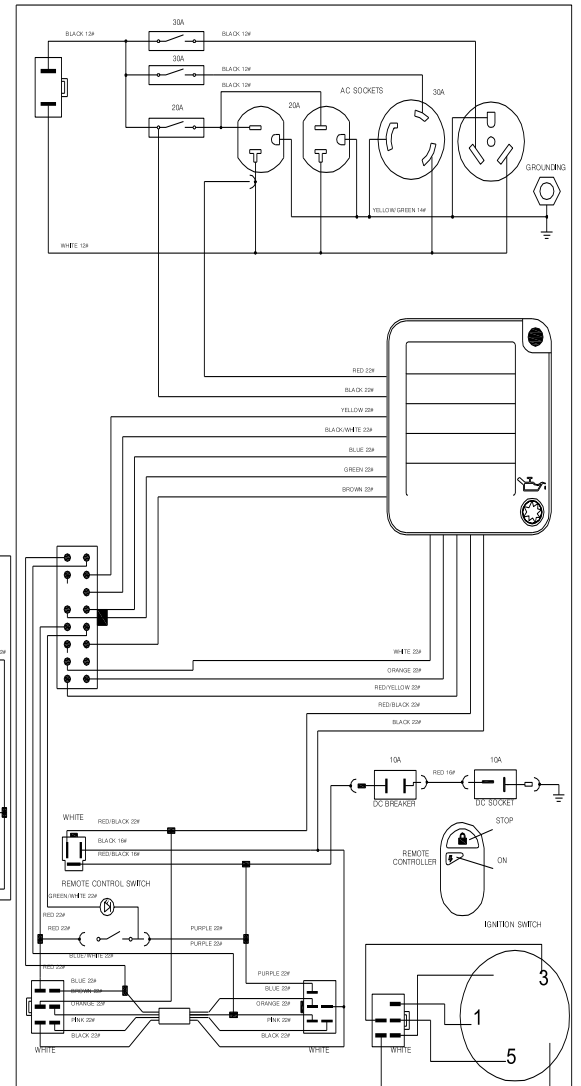 30A
BLACK 12#
BLACK 12#
30A
BLACK 12#
BLACK 12#
AC SOCKETS
30A
20A
20A
GROUNDING
YELLOW/GREEN 14#
WHITE 12#
RED 22#
BLACK 22#
YELLOW 22#
BLACK/WHITE 22#
BLUE 22#
GREEN 22#
BROWN 22#
WHITE 22#
ORANGE 22#
RED/YELLOW 22#
RED/BLACK 22#
BLACK 22#
10A
10A
RED 16#
DC BREAKER
DC SOCKET
WHITE
RED/BLACK 22#
BLACK 16#
RED/BLACK 16#
STOP
REMOTE
CONTROLLER
ON
REMOTE CONTROL SWITCH
GREEN/WHITE 22#
RED 22#
RED 22#
PURPLE 22#
PURPLE 22#
BLUE/WHITE 22#
RED 22#
IGNITION SWITCH
BLUE 22#
BROWN 22#
ORANGE 22#
PINK 22#
BLACK 22#
WHITE
PURPLE 22#
BLUE 22#
ORANGE 22#
PINK 22#
BLACK 22#
WHITE
WHITE
3
1
5